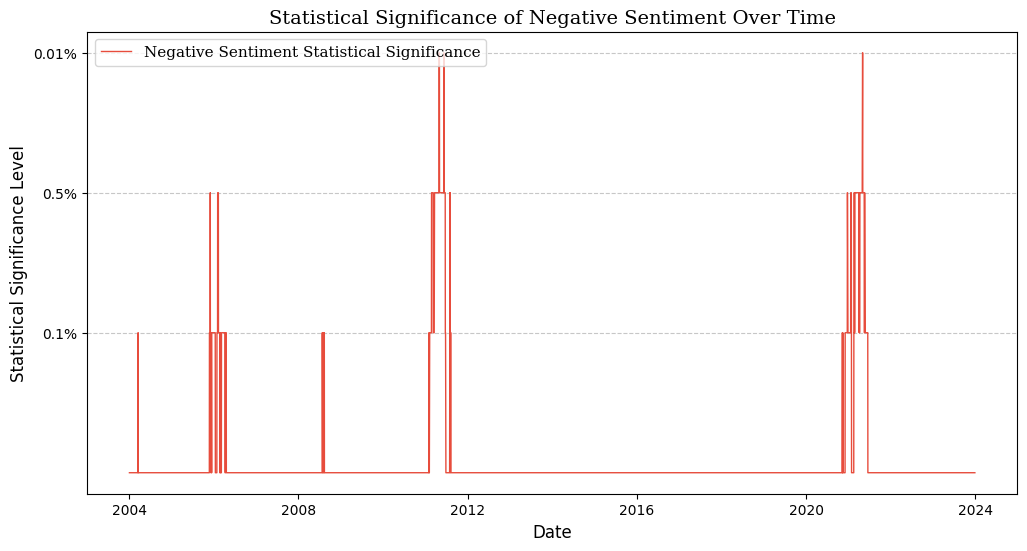 Statistical Significance of Negative Sentiment Over Time
Negative Sentiment Statistical Significance
0.01%
0.5%
0.1%
Statistical Significance Level
2004 2008 2012 2016 2020 2024
Date